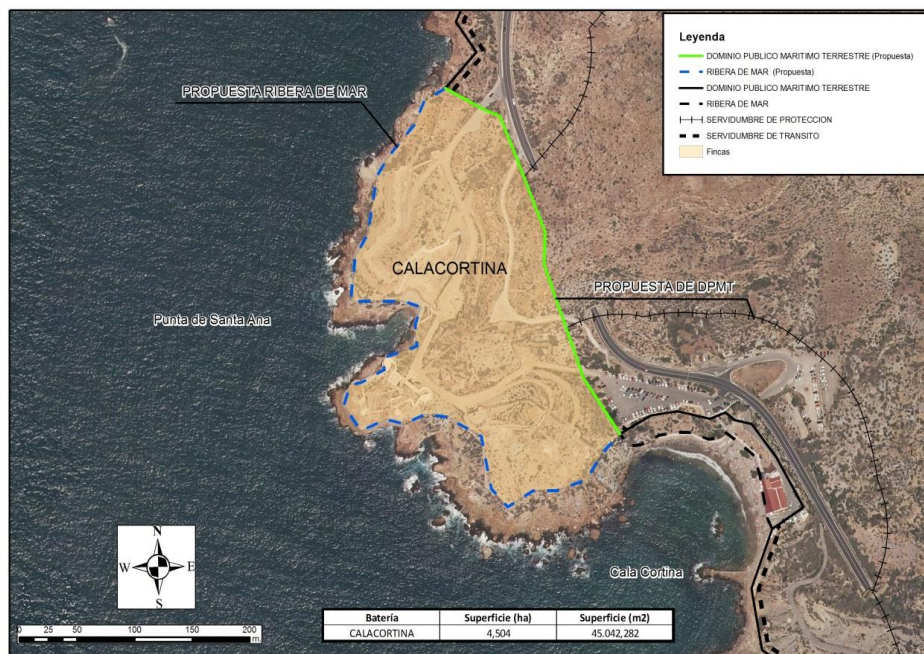 Leyenda
DOMINIO PUBLICO MARITIMO TERRESTRE (Propuesta)
RIBERA DE MAR (Propuesta)
DOMINIO PUBLICO MARITIMO TERRESTRE
RIBERA DE MAR
SERVIDUMBRE DE PROTECCION
SERVIDUMBRE DE TRANSITO
Fincas
PROPUESTA RIBERA DE MAR
CALACORTINA
PROPUESTA DE DPMT
Punta de Santa Ana
Cala Cortina
N
W E
S
0 25 50 100 150 200
m
Batería Superficie (ha) Superficie (m2)
CALACORTINA 4,504 45.042,282